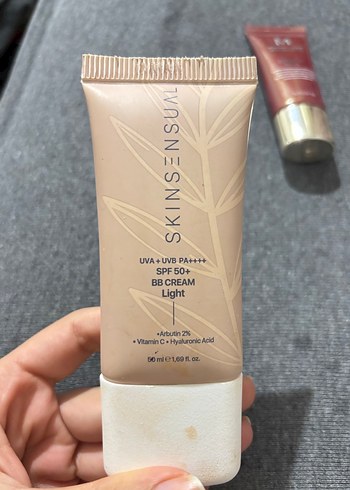 SKINSENSUAL
UVA + UVB PA++++
SPF 50+
BB CREAM
Light
•Arbutin 2%
• Vitamin C • Hyaluronic Acid
50 ml ℮ 1,69 fl. oz.